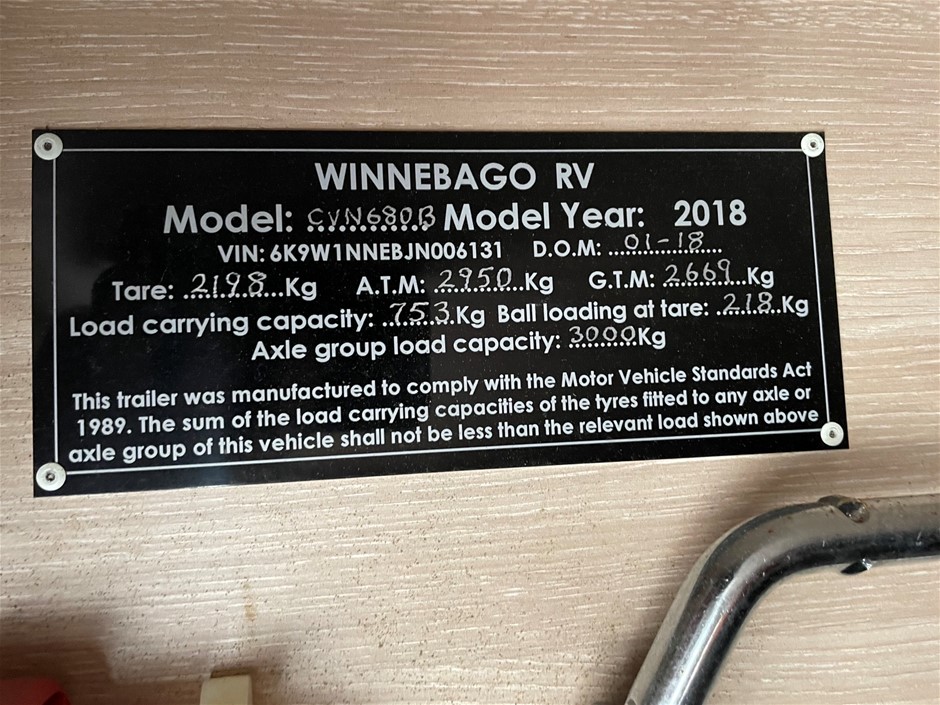 WINNEBAGO RV
Model: CVN680B Model Year: 2018
VIN: 6K9W1NNEBJN006131 D.O.M: 01-18
Tare: 2198 Kg A.T.M: 2950 Kg G.T.M: 2669 Kg
Load carrying capacity: 753 Kg Ball loading at tare: 218 Kg
Axle group load capacity: 3000 Kg
This trailer was manufactured to comply with the Motor Vehicle Standards Act
1989. The sum of the load carrying capacities of the tyres fitted to any axle or
axle group of this vehicle shall not be less than the relevant load shown above